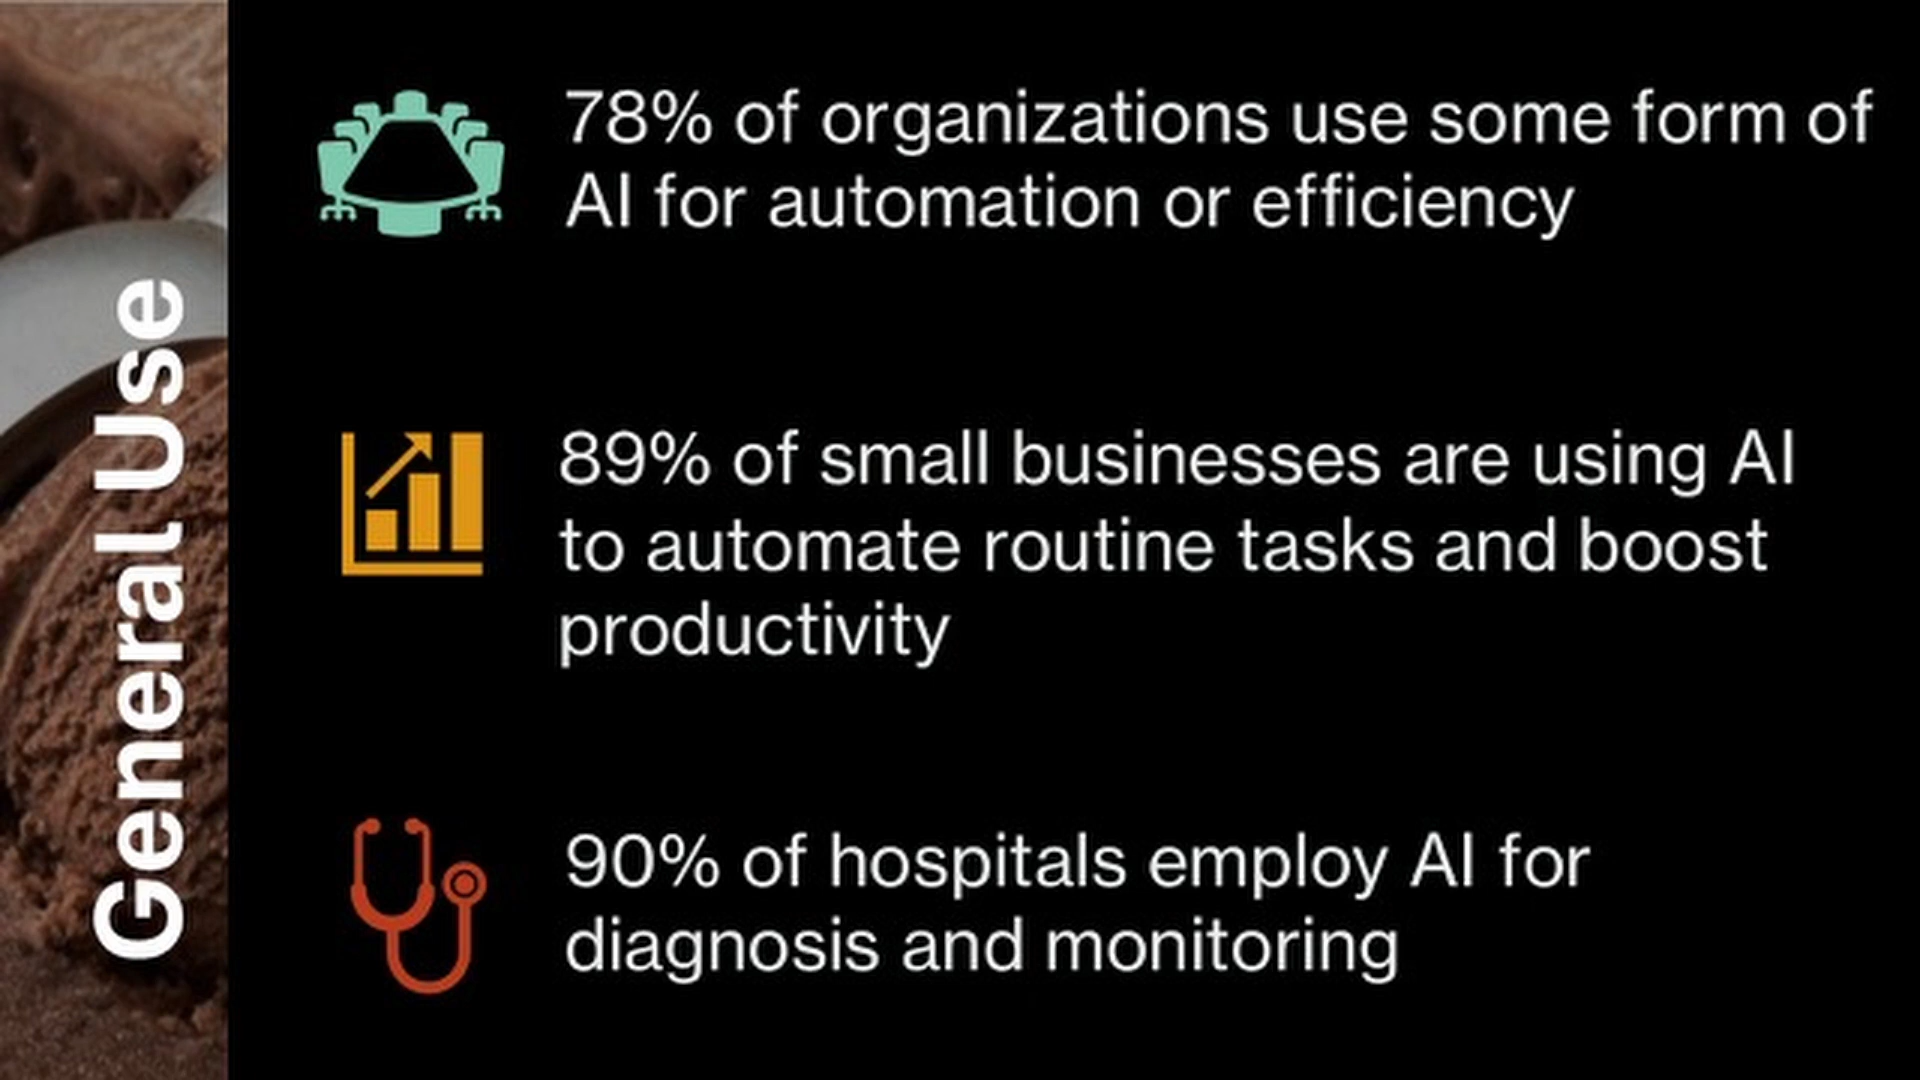 General Use
78% of organizations use some form of
AI for automation or efficiency
89% of small businesses are using AI
to automate routine tasks and boost
productivity
90% of hospitals employ AI for
diagnosis and monitoring